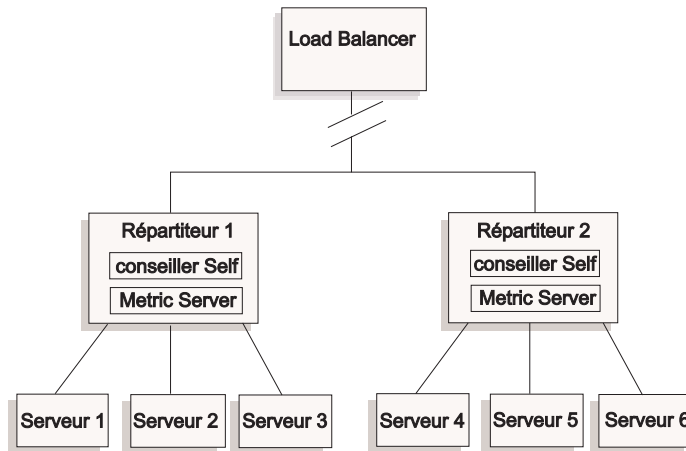 Load Balancer
Répartiteur 1
conseiller Self
Metric Server
Répartiteur 2
conseiller Self
Metric Server
Serveur 1
Serveur 2
Serveur 3
Serveur 4
Serveur 5
Serveur 6